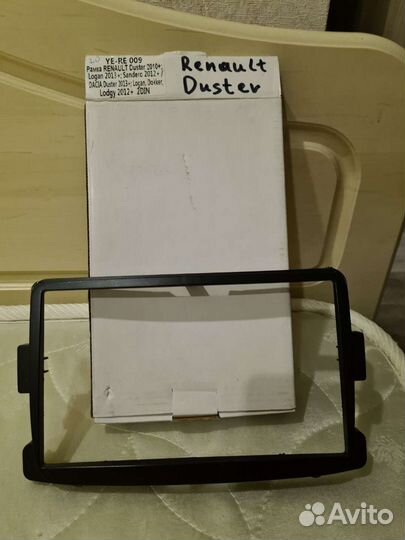 YE-RE 009
Рамка RENAULT Duster 2010+;
Logan 2013+; Sandero 2012+ /
DACIA Duster 2013+; Logan, Dokker,
Lodgy 2012+ 2DIN
Renault
Duster
Avito